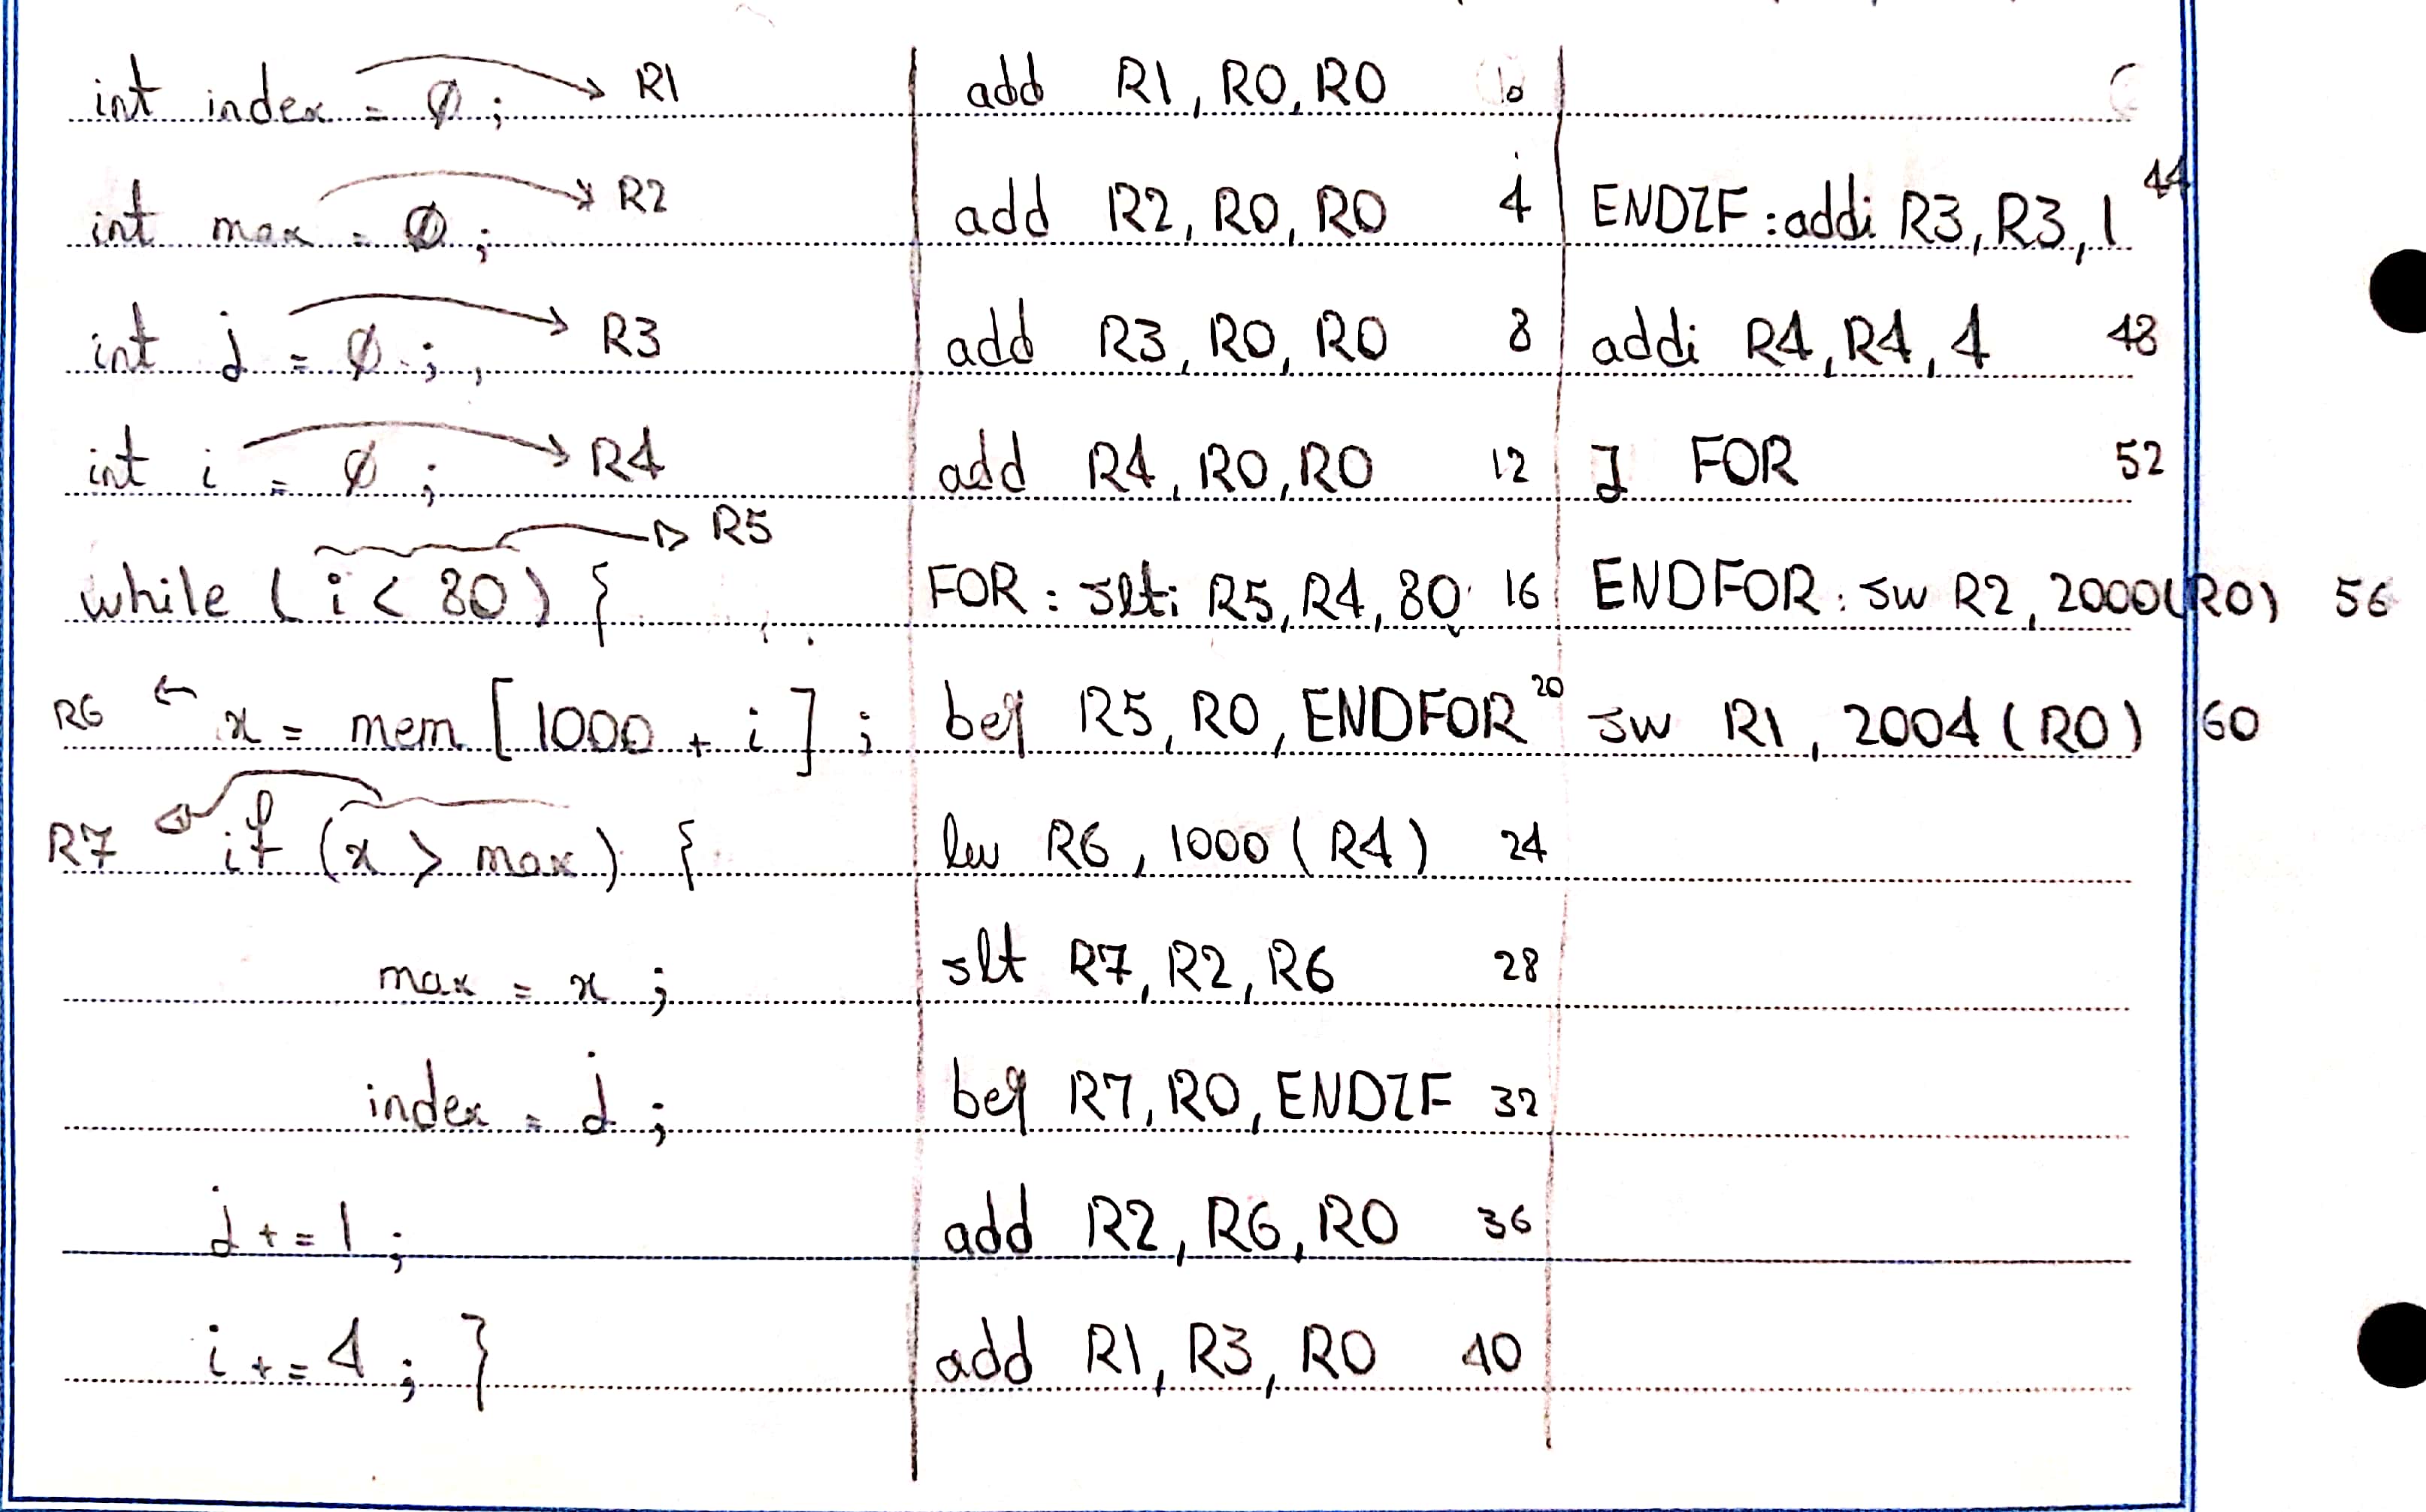 int index = 0; → R1
int max = 0; → R2
int j = 0; → R3
int i = 0; → R4
→ R5
while (i < 80) {
R6 ← x = mem [1000 + i];
R7 ← if (x > max) {
max = x;
index = j;
j += 1;
i += 4; }
add R1, R0, R0 0
add R2, R0, R0 4
add R3, R0, R0 8
add R4, R0, R0 12
FOR: slti R5, R4, 80 16
beq R5, R0, ENDFOR 20
lw R6, 1000(R4) 24
slt R7, R2, R6 28
beq R7, R0, ENDIF 32
add R2, R6, R0 36
add R1, R3, R0 40
ENDIF: addi R3, R3, 1 44
addi R4, R4, 4 48
J FOR 52
ENDFOR: sw R2, 2000(R0) 56
sw R1, 2004(R0) 60